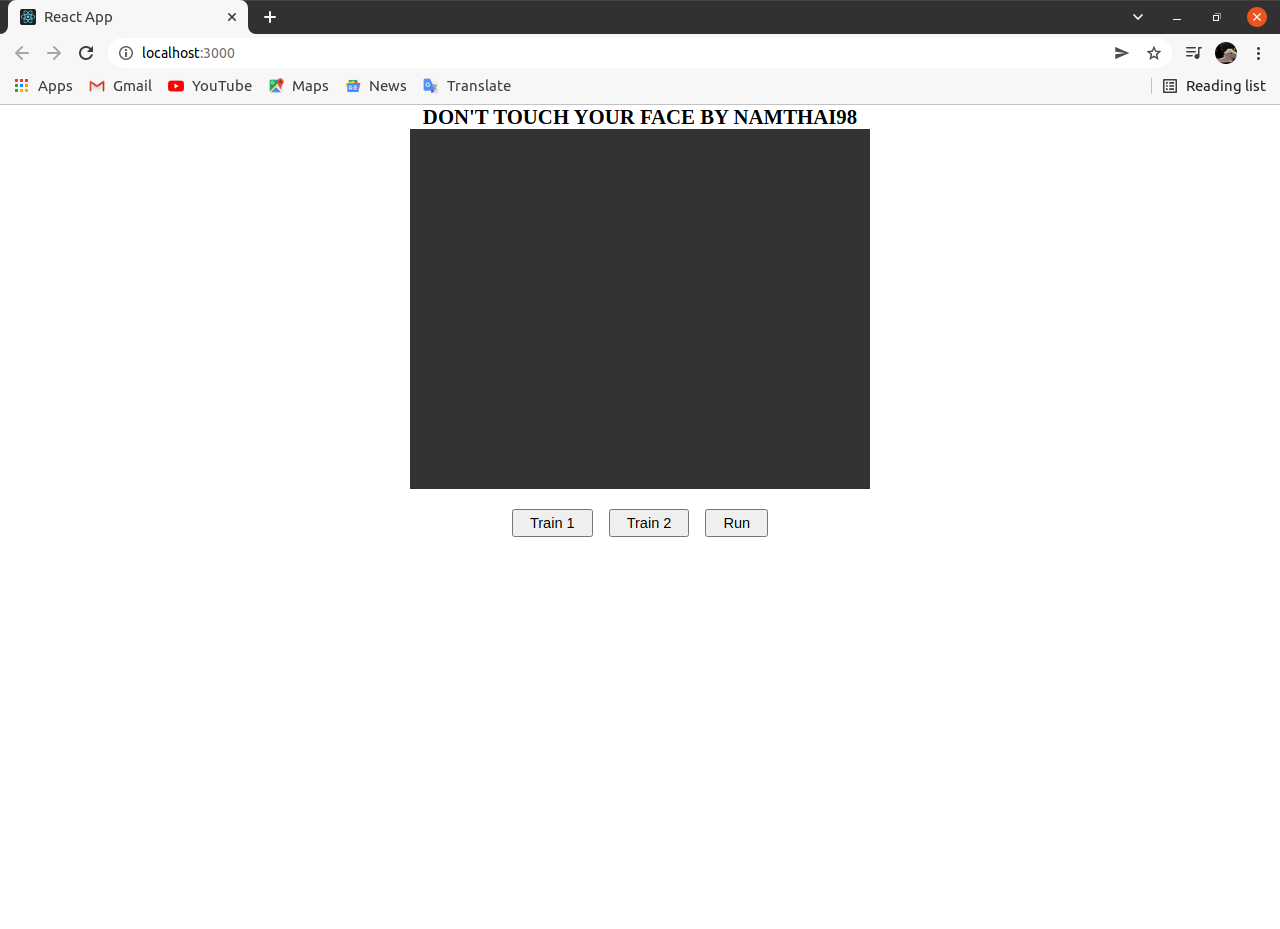 React App
localhost:3000
Apps Gmail YouTube Maps News Translate Reading list
DON'T TOUCH YOUR FACE BY NAMTHAI98
Train 1 Train 2 Run